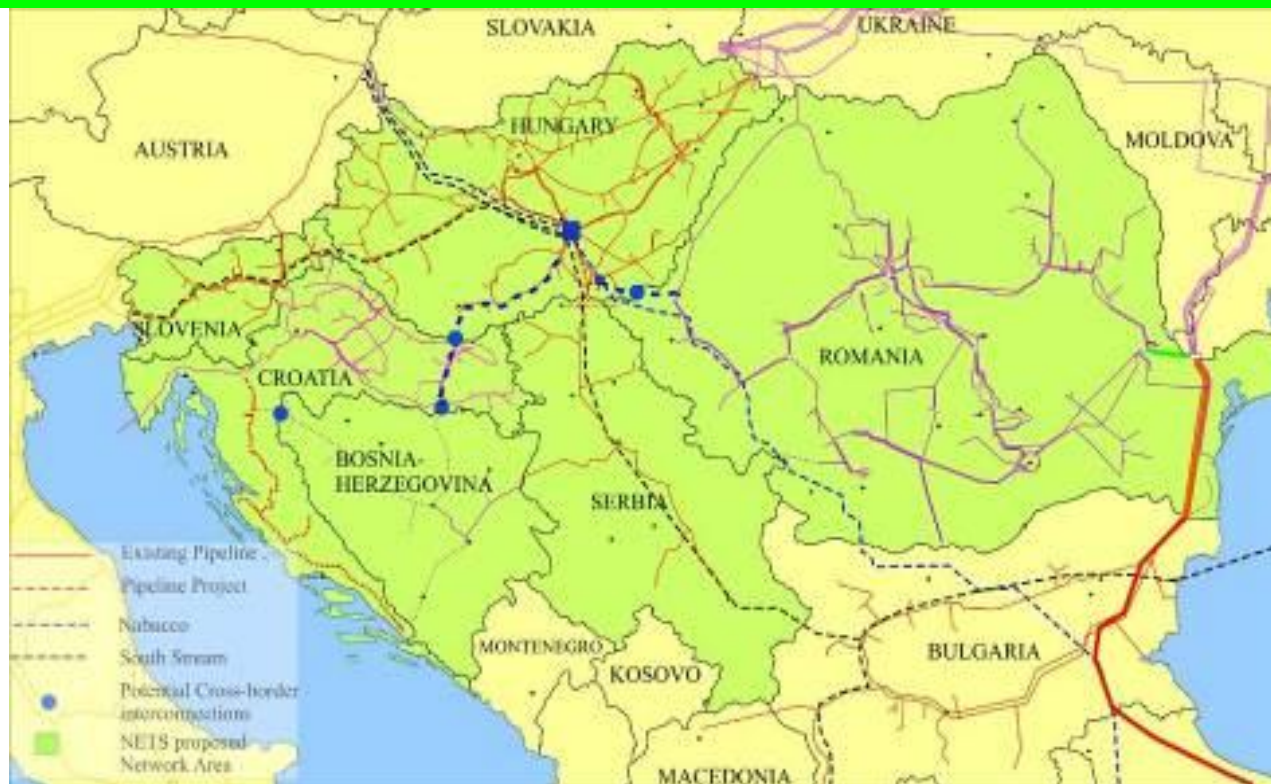 SLOVAKIA
UKRAINE
HUNGARY
MOLDOVA
AUSTRIA
SLOVENIA
ROMANIA
CROATIA
BOSNIA-
HERZEGOVINA
SERBIA
Existing Pipeline
Pipeline Project
Nabucco
South Stream
Potential Cross-border
interconnections
NETS proposed
Network Area
MONTENEGRO
KOSOVO
BULGARIA
MACEDONIA